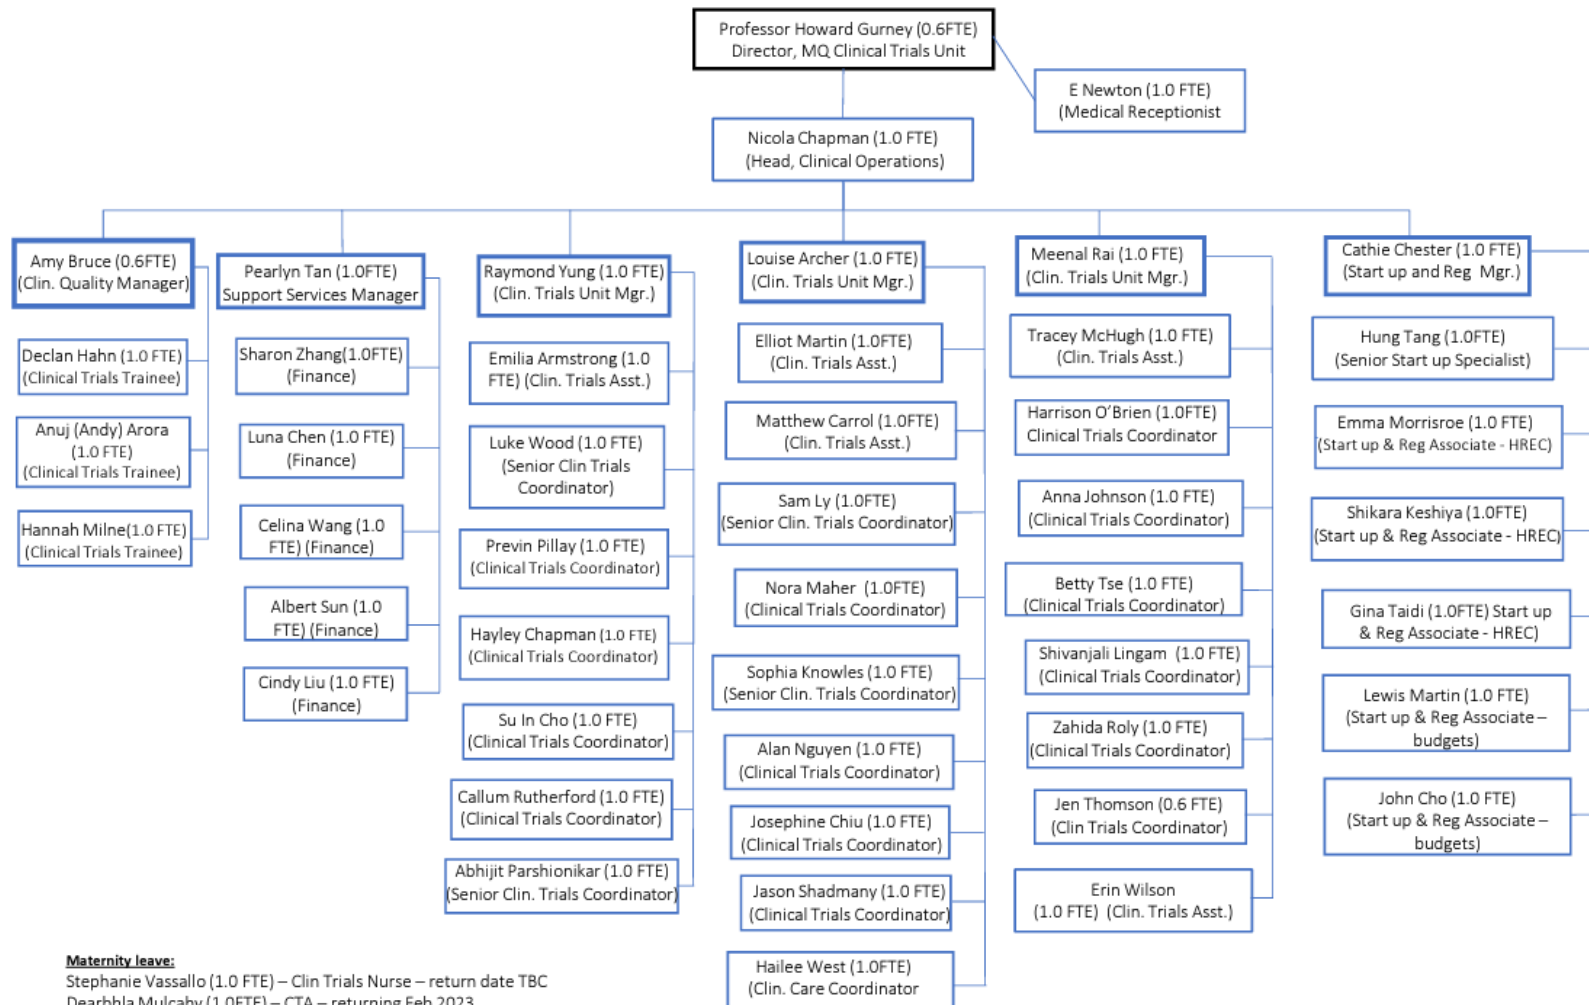 Professor Howard Gurney (0.6FTE)
Director, MQ Clinical Trials Unit
E Newton (1.0 FTE)
(Medical Receptionist
Nicola Chapman (1.0 FTE)
(Head, Clinical Operations)
Amy Bruce (0.6FTE)
(Clin. Quality Manager)
Declan Hahn (1.0 FTE)
(Clinical Trials Trainee)
Anuj (Andy) Arora
(1.0 FTE)
(Clinical Trials Trainee)
Hannah Milne(1.0 FTE)
(Clinical Trials Trainee)
Pearlyn Tan (1.0FTE)
Support Services Manager
Sharon Zhang(1.0FTE)
(Finance)
Luna Chen (1.0 FTE)
(Finance)
Celina Wang (1.0
FTE) (Finance)
Albert Sun (1.0
FTE) (Finance)
Cindy Liu (1.0 FTE)
(Finance)
Raymond Yung (1.0 FTE)
(Clin. Trials Unit Mgr.)
Emilia Armstrong (1.0
FTE) (Clin. Trials Asst.)
Luke Wood (1.0 FTE)
(Senior Clin Trials
Coordinator)
Previn Pillay (1.0 FTE)
(Clinical Trials Coordinator)
Hayley Chapman (1.0 FTE)
(Clinical Trials Coordinator)
Su In Cho (1.0 FTE)
(Clinical Trials Coordinator)
Callum Rutherford (1.0 FTE)
(Clinical Trials Coordinator)
Abhijit Parshionikar (1.0 FTE)
(Senior Clin. Trials Coordinator)
Louise Archer (1.0 FTE)
(Clin. Trials Unit Mgr.)
Elliot Martin (1.0FTE)
(Clin. Trials Asst.)
Matthew Carrol (1.0FTE)
(Clin. Trials Asst.)
Sam Ly (1.0FTE)
(Senior Clin. Trials Coordinator)
Nora Maher (1.0FTE)
(Clinical Trials Coordinator)
Sophia Knowles (1.0 FTE)
(Senior Clin. Trials Coordinator)
Alan Nguyen (1.0 FTE)
(Clinical Trials Coordinator)
Josephine Chiu (1.0 FTE)
(Clinical Trials Coordinator)
Jason Shadmany (1.0 FTE)
(Clinical Trials Coordinator)
Hailee West (1.0FTE)
(Clin. Care Coordinator
Meenal Rai (1.0 FTE)
(Clin. Trials Unit Mgr.)
Tracey McHugh (1.0 FTE)
(Clin. Trials Asst.)
Harrison O’Brien (1.0FTE)
Clinical Trials Coordinator
Anna Johnson (1.0 FTE)
(Clinical Trials Coordinator)
Betty Tse (1.0 FTE)
(Clinical Trials Coordinator)
Shivanjali Lingam (1.0 FTE)
(Clinical Trials Coordinator)
Zahida Roly (1.0 FTE)
(Clinical Trials Coordinator)
Jen Thomson (0.6 FTE)
(Clin Trials Coordinator)
Erin Wilson
(1.0 FTE) (Clin. Trials Asst.)
Cathie Chester (1.0 FTE)
(Start up and Reg Mgr.)
Hung Tang (1.0FTE)
(Senior Start up Specialist)
Emma Morrisroe (1.0 FTE)
(Start up & Reg Associate - HREC)
Shikara Keshiya (1.0FTE)
(Start up & Reg Associate - HREC)
Gina Taidi (1.0FTE) Start up
& Reg Associate - HREC)
Lewis Martin (1.0 FTE)
(Start up & Reg Associate –
budgets)
John Cho (1.0 FTE)
(Start up & Reg Associate –
budgets)
Maternity leave:
Stephanie Vassallo (1.0 FTE) – Clin Trials Nurse – return date TBC
Dearbhla Mulcahy (1.0FTE) – CTA – returning Feb 2023